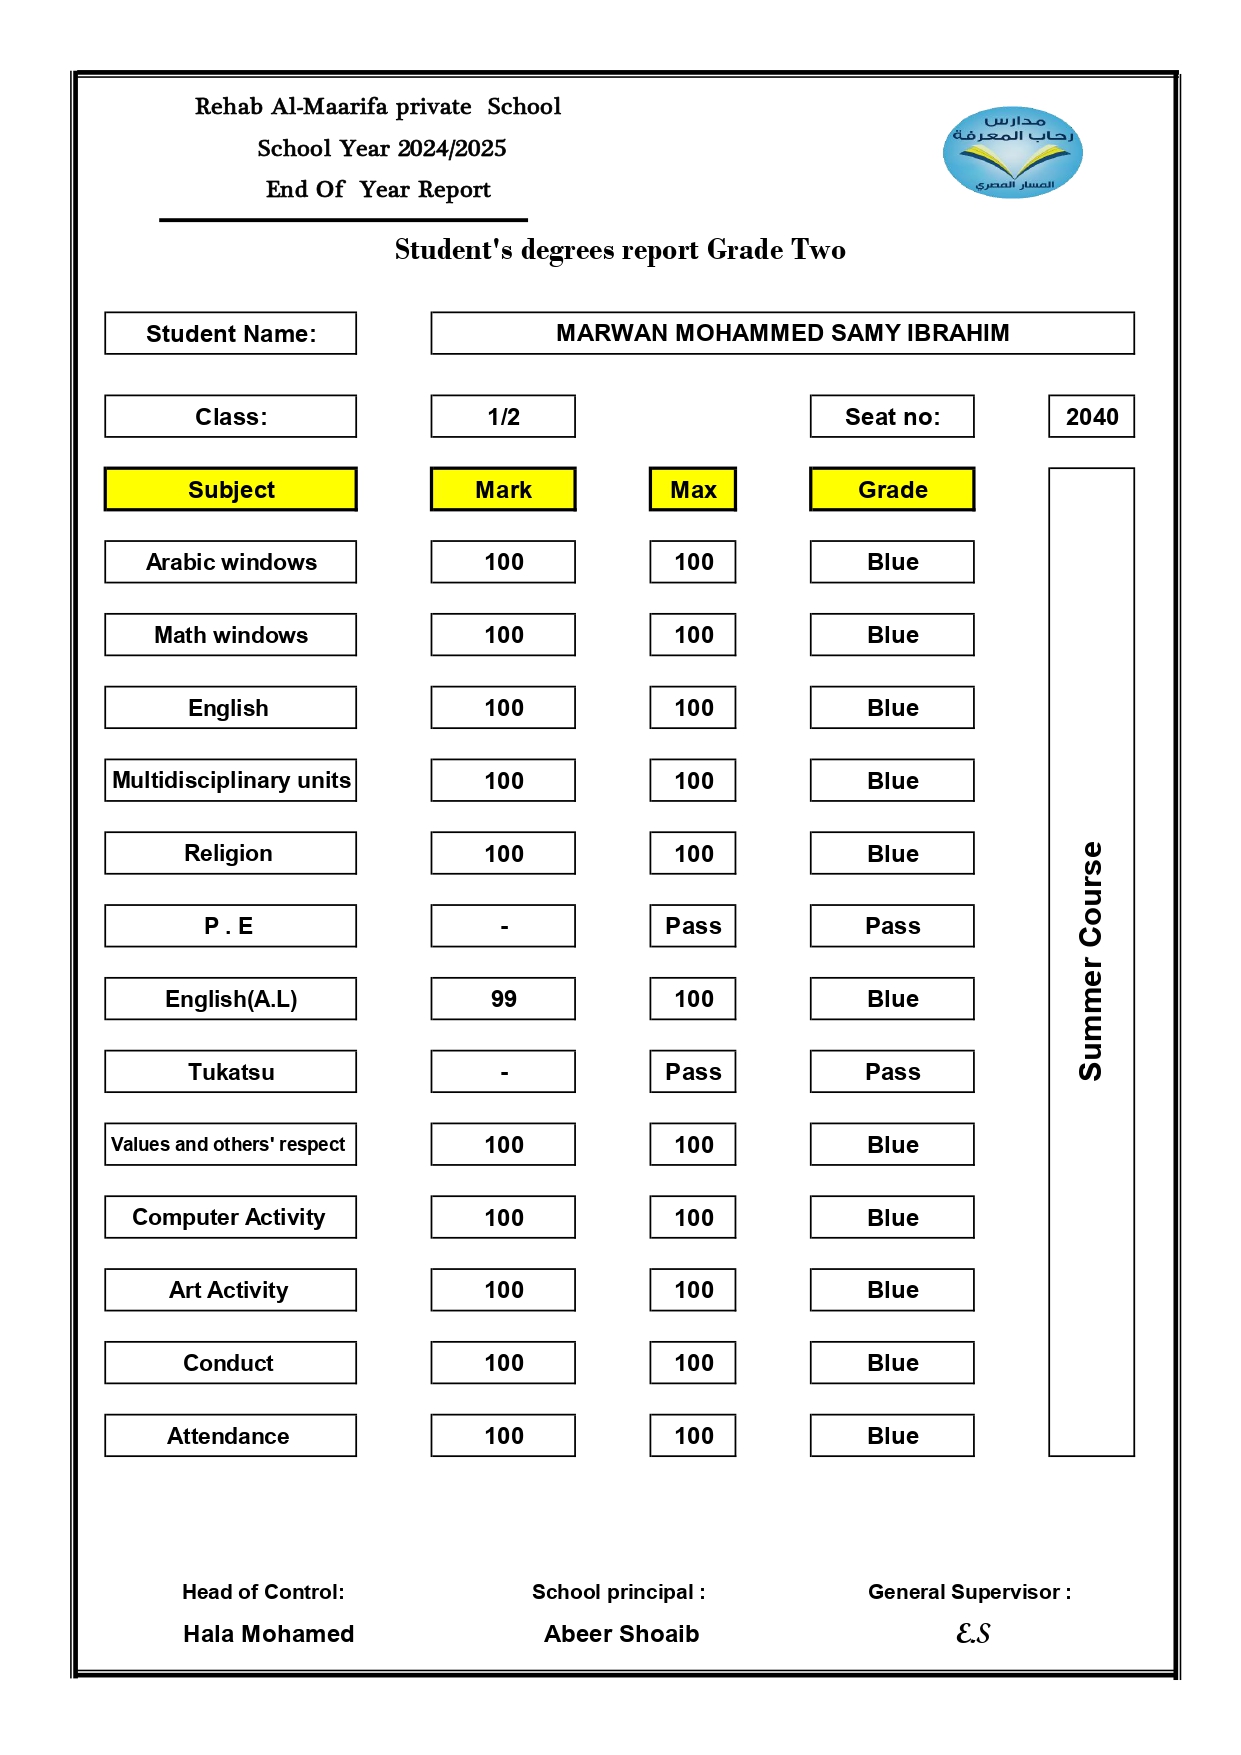 Rehab Al-Maarifa private School
School Year 2024/2025
End Of Year Report
مدارس
رحاب المعرفة
المسار المصري
Student's degrees report Grade Two
Student Name: MARWAN MOHAMMED SAMY IBRAHIM
Class: 1/2 Seat no: 2040
Subject Mark Max Grade
Arabic windows 100 100 Blue
Math windows 100 100 Blue
English 100 100 Blue
Multidisciplinary units 100 100 Blue
Religion 100 100 Blue
P . E - Pass Pass
English(A.L) 99 100 Blue
Tukatsu - Pass Pass
Values and others' respect 100 100 Blue
Computer Activity 100 100 Blue
Art Activity 100 100 Blue
Conduct 100 100 Blue
Attendance 100 100 Blue
Summer Course
Head of Control: School principal : General Supervisor :
Hala Mohamed Abeer Shoaib E.S